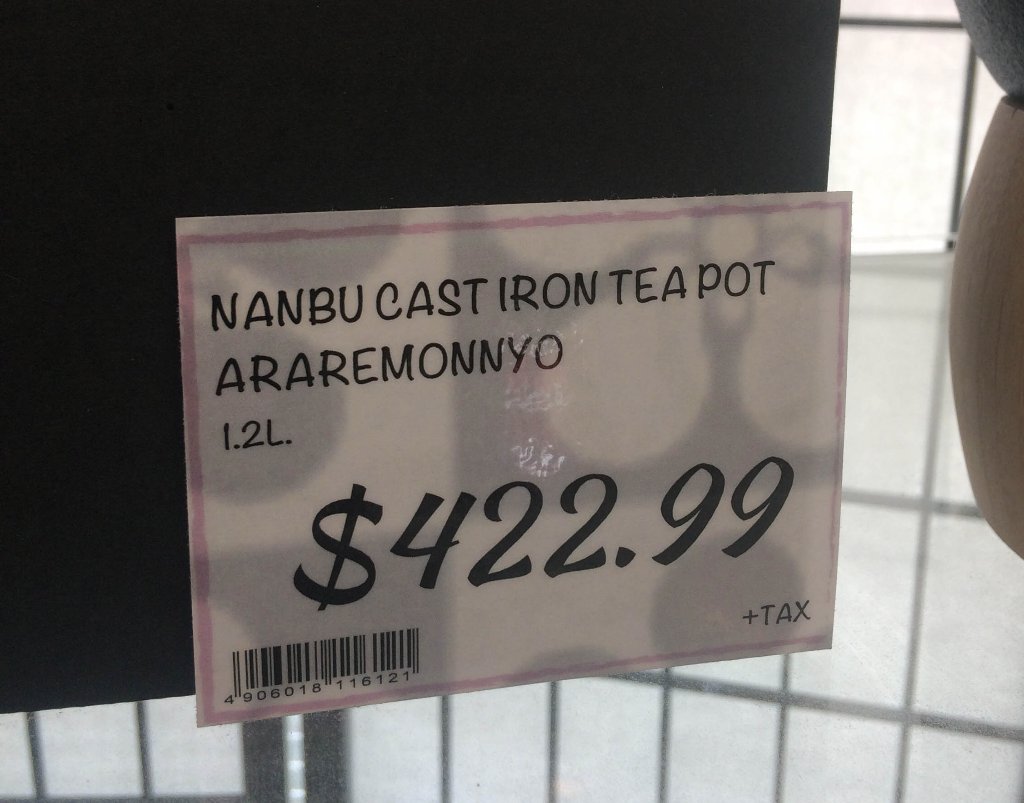 NANBU CAST IRON TEA POT
ARAREMONNYO
1.2L.
$422.99
+TAX
4 906018 116121